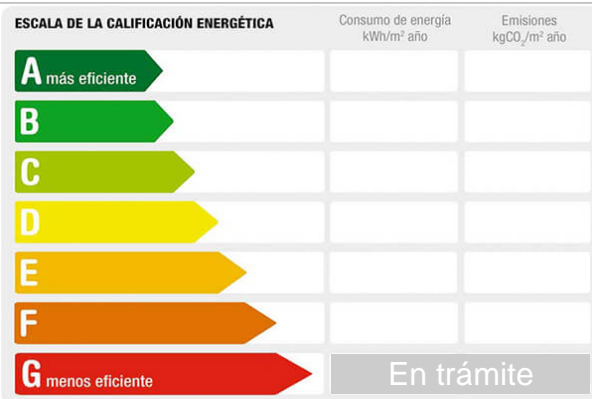 ESCALA DE LA CALIFICACIÓN ENERGÉTICA
Consumo de energía
kWh/m² año
Emisiones
kgCO₂/m² año
A más eficiente
B
C
D
E
F
G menos eficiente
En trámite